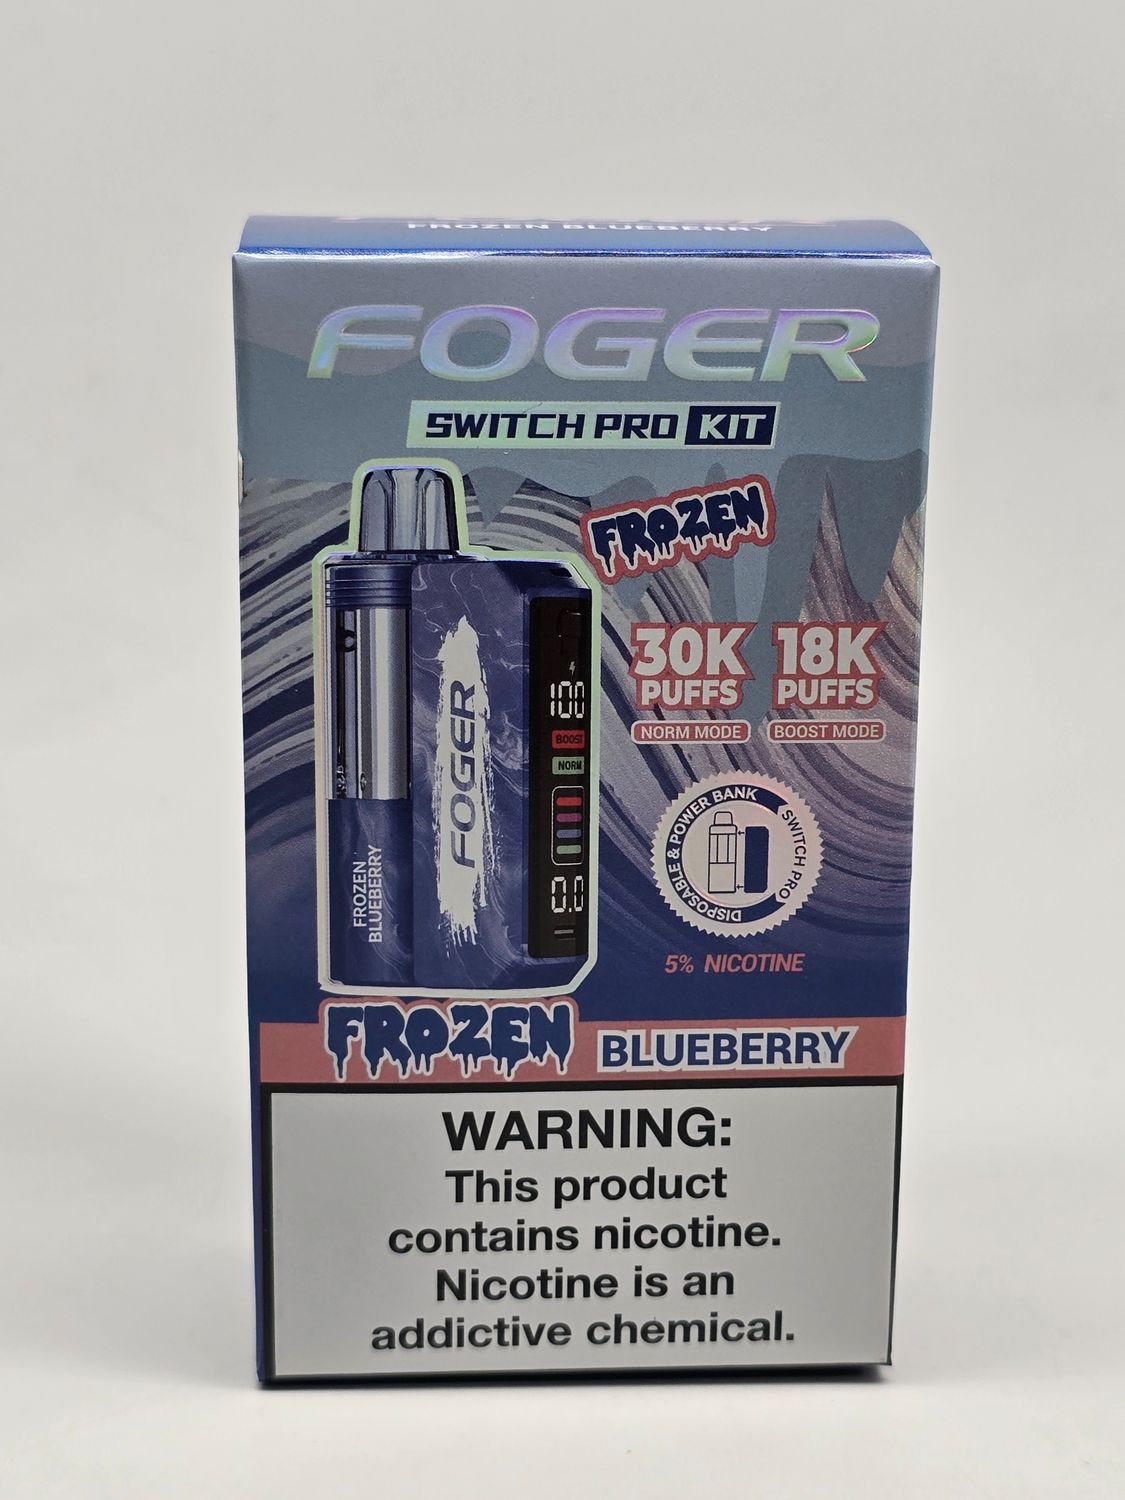 FROZEN BLUEBERRY
FOGER
SWITCH PRO KIT
FROZEN
30K
PUFFS
NORM MODE
18K
PUFFS
BOOST MODE
FOGER
FROZEN
BLUEBERRY
100
BOOST
NORM
0.0
DISPOSABLE & POWER BANK
SWITCH PRO
5% NICOTINE
FROZEN BLUEBERRY
WARNING:
This product
contains nicotine.
Nicotine is an
addictive chemical.